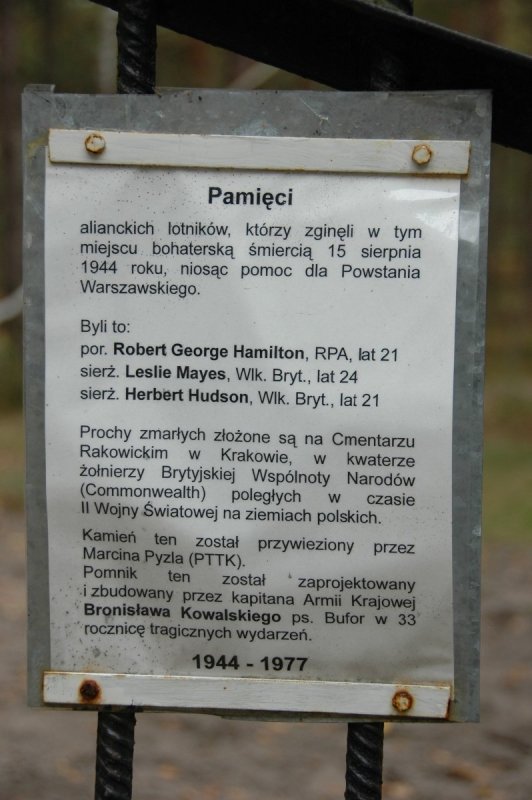 Pamięci
alianckich lotników, którzy zginęli w tym
miejscu bohaterską śmiercią 15 sierpnia
1944 roku, niosąc pomoc dla Powstania
Warszawskiego.
Byli to:
por. Robert George Hamilton, RPA, lat 21
sierż. Leslie Mayes, Wlk. Bryt., lat 24
sierż. Herbert Hudson, Wlk. Bryt., lat 21
Prochy zmarłych złożone są na Cmentarzu
Rakowickim w Krakowie, w kwaterze
żołnierzy Brytyjskiej Wspólnoty Narodów
(Commonwealth) poległych w czasie
II Wojny Światowej na ziemiach polskich.
Kamień ten został przywieziony przez
Marcina Pyzla (PTTK).
Pomnik ten został zaprojektowany
i zbudowany przez kapitana Armii Krajowej
Bronisława Kowalskiego ps. Bufor w 33
rocznicę tragicznych wydarzeń.
1944 - 1977